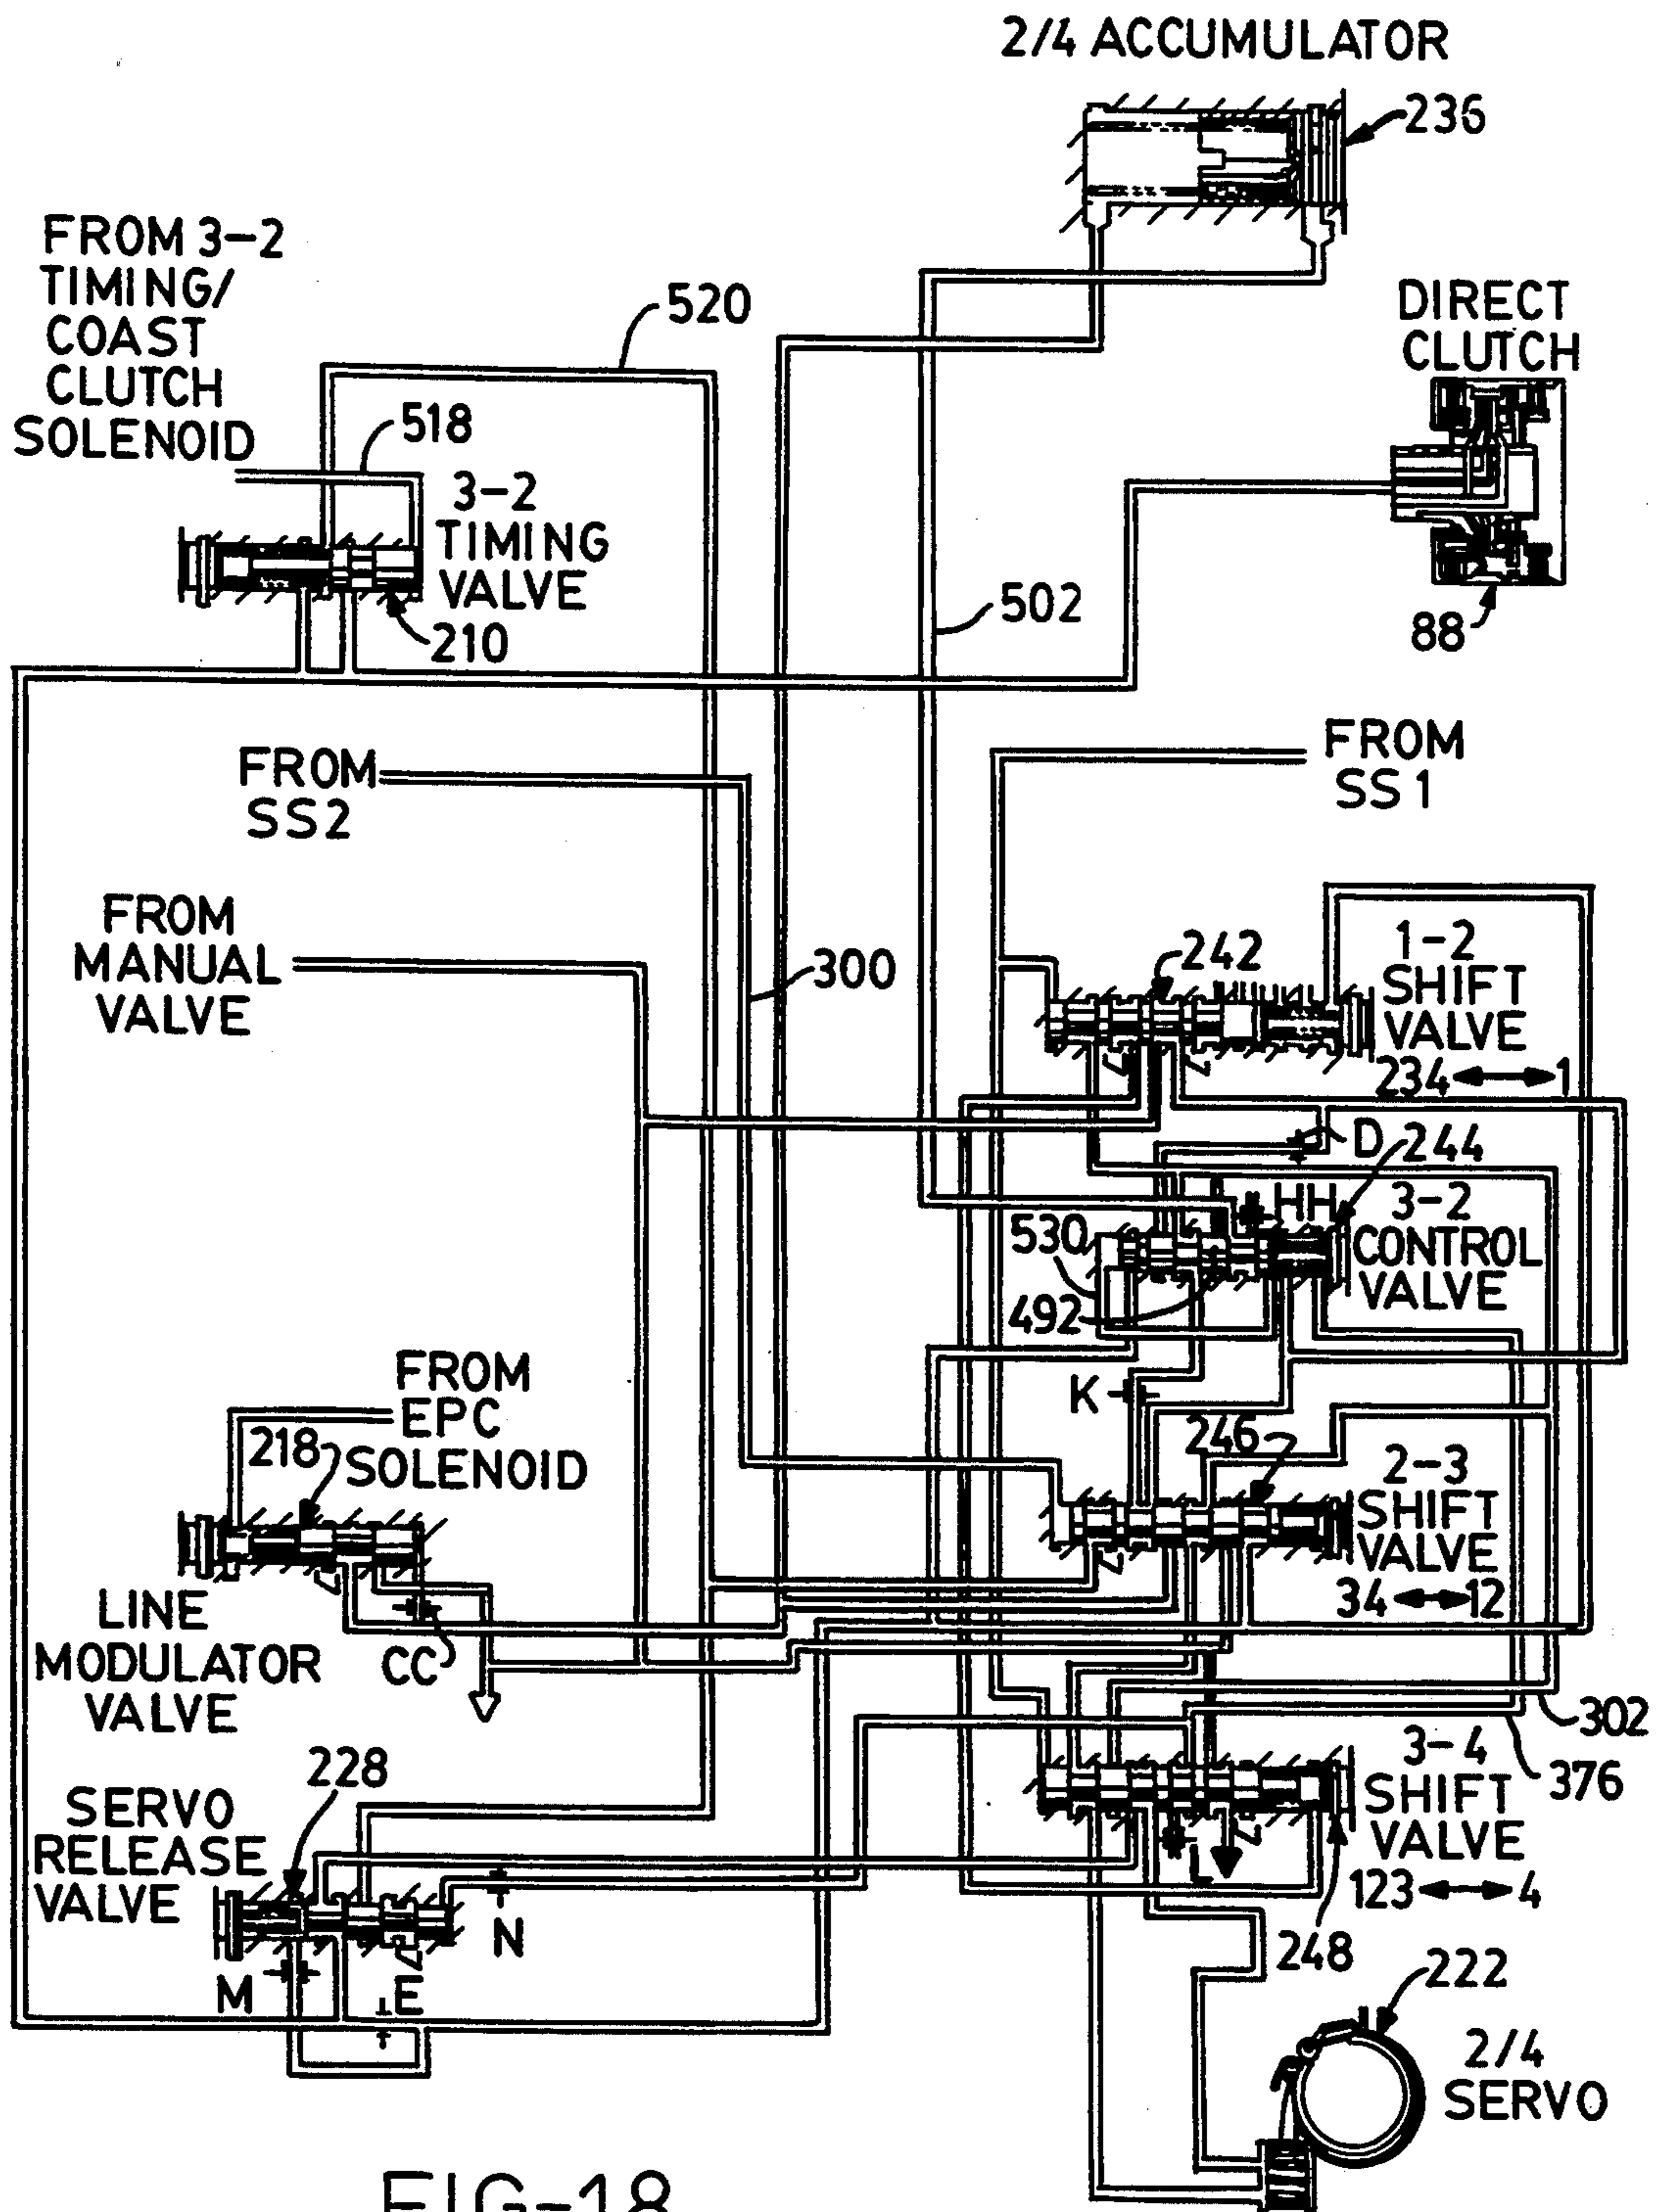 2/4 ACCUMULATOR
236
FROM 3-2
TIMING/
COAST
CLUTCH
SOLENOID
520
518
DIRECT
CLUTCH
88
3-2
TIMING
VALVE
210
502
FROM
SS2
FROM
SS1
FROM
MANUAL
VALVE
300
242
1-2
SHIFT
VALVE
234 1
D
244
HH
3-2
CONTROL
VALVE
530
492
K
FROM
EPC
SOLENOID
218
246
2-3
SHIFT
VALVE
34 12
LINE
MODULATOR
VALVE
CC
302
376
3-4
SHIFT
VALVE
123 4
L
248
228
SERVO
RELEASE
VALVE
N
M
E
222
2/4
SERVO
FIG-18